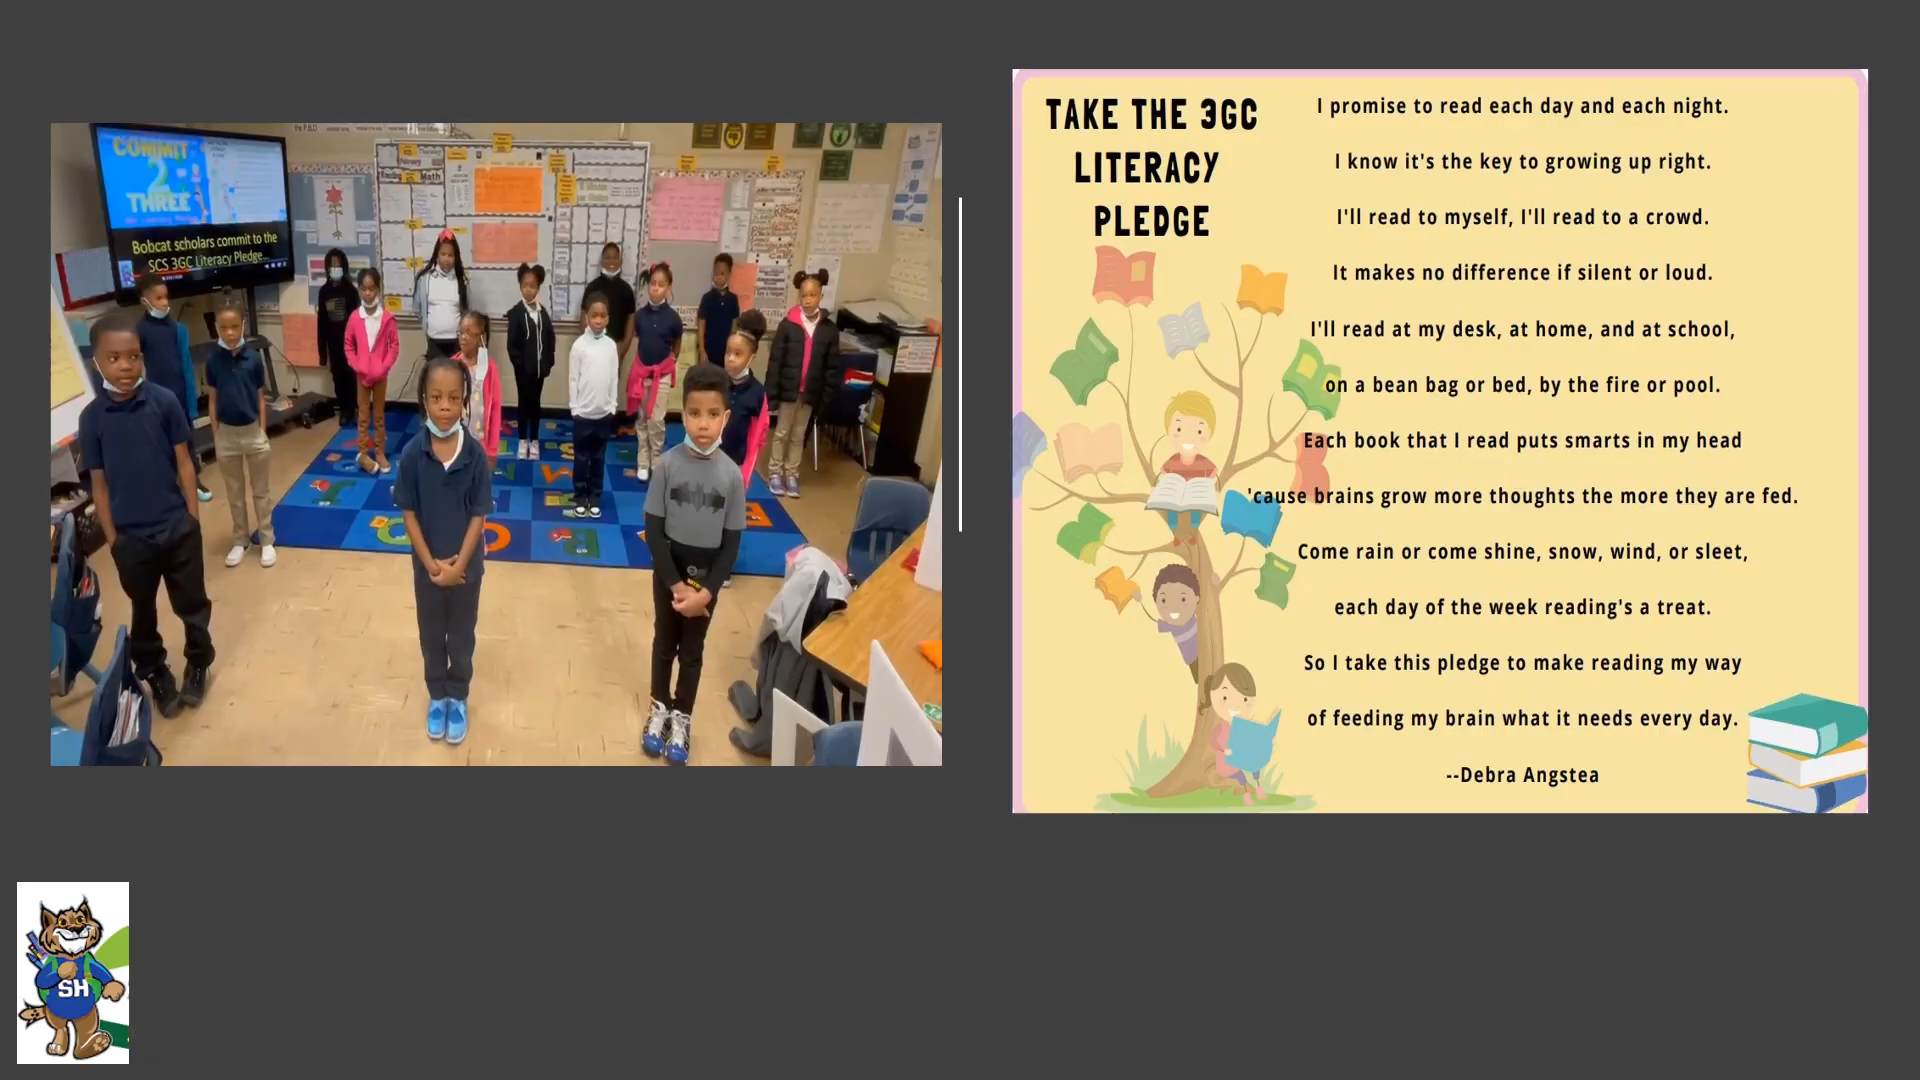 COMMIT
2
THREE
Bobcat scholars commit to the
SCS 3GC Literacy Pledge...
Math
TAKE THE 3GC
LITERACY
PLEDGE
I promise to read each day and each night.
I know it's the key to growing up right.
I'll read to myself, I'll read to a crowd.
It makes no difference if silent or loud.
I'll read at my desk, at home, and at school,
on a bean bag or bed, by the fire or pool.
Each book that I read puts smarts in my head
'cause brains grow more thoughts the more they are fed.
Come rain or come shine, snow, wind, or sleet,
each day of the week reading's a treat.
So I take this pledge to make reading my way
of feeding my brain what it needs every day.
--Debra Angstea
SH